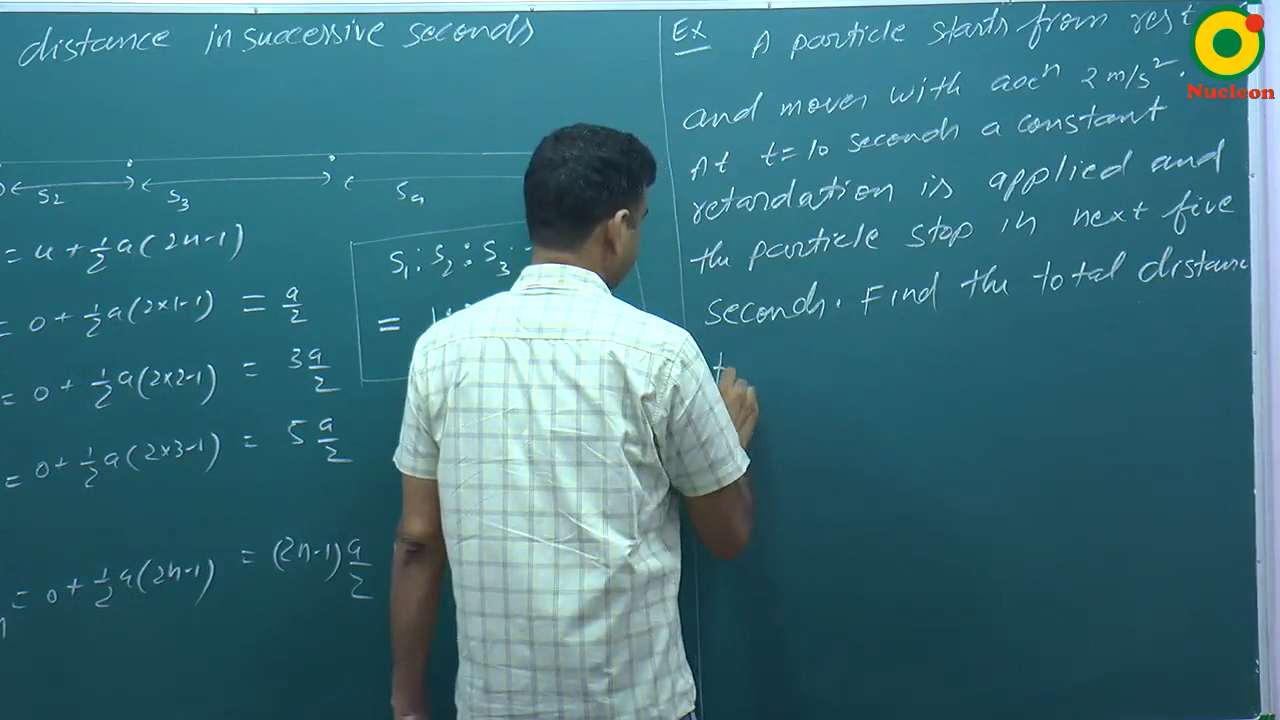 distance in successive seconds
S2
S3
S4
= u + 1/2 a (2n-1)
= 0 + 1/2 a (2×1-1) = a/2
= 0 + 1/2 a (2×2-1) = 3 a/2
= 0 + 1/2 a (2×3-1) = 5 a/2
= 0 + 1/2 a (2n-1) = (2n-1) a/2
S1 : S2 : S3 :
=
Ex A particle starts from rest
and moves with accn 2 m/s².
At t=10 seconds a constant
retardation is applied and
the particle stop in next five
seconds. Find the total distance
Nucleon